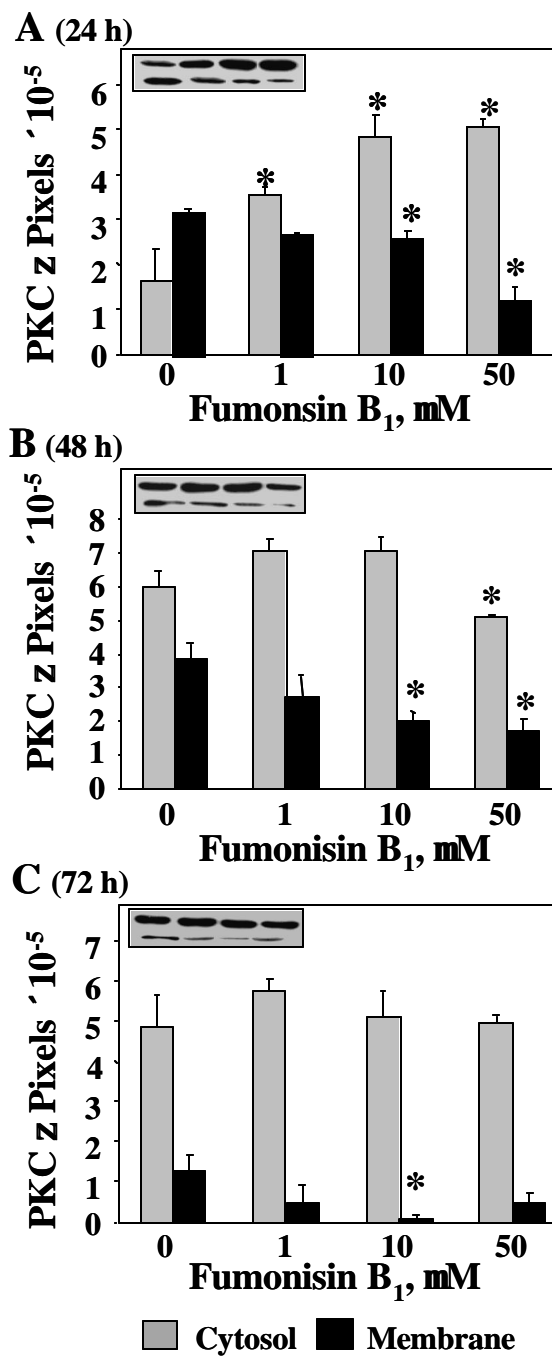 A (24 h)
PKC z Pixels ´10-5
6
5
4
3
2
1
0
* * * * *
0 1 10 50
Fumonsin B1, mM
B (48 h)
PKC z Pixels ´10-5
8
7
6
5
4
3
2
1
0
* * *
0 1 10 50
Fumonisin B1, mM
C (72 h)
PKC z Pixels ´10-5
7
6
5
4
3
2
1
0
*
0 1 10 50
Fumonisin B1, mM
Cytosol Membrane